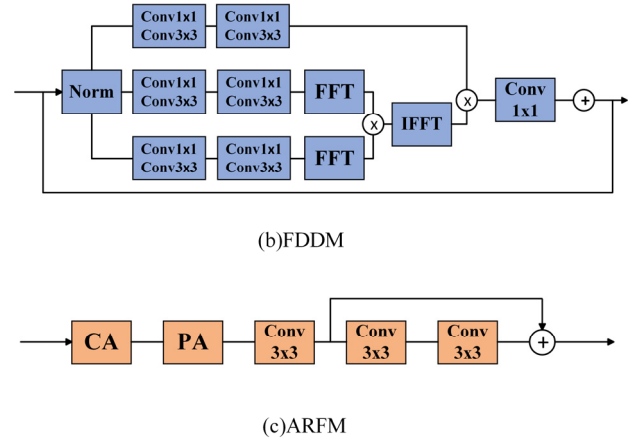 Conv1x1
Conv3x3
Conv1x1
Conv3x3
Norm
Conv1x1
Conv3x3
Conv1x1
Conv3x3
FFT
x
IFFT
x
Conv
1x1
+
Conv1x1
Conv3x3
Conv1x1
Conv3x3
FFT
(b)FDDM
CA
PA
Conv
3x3
Conv
3x3
Conv
3x3
+
(c)ARFM